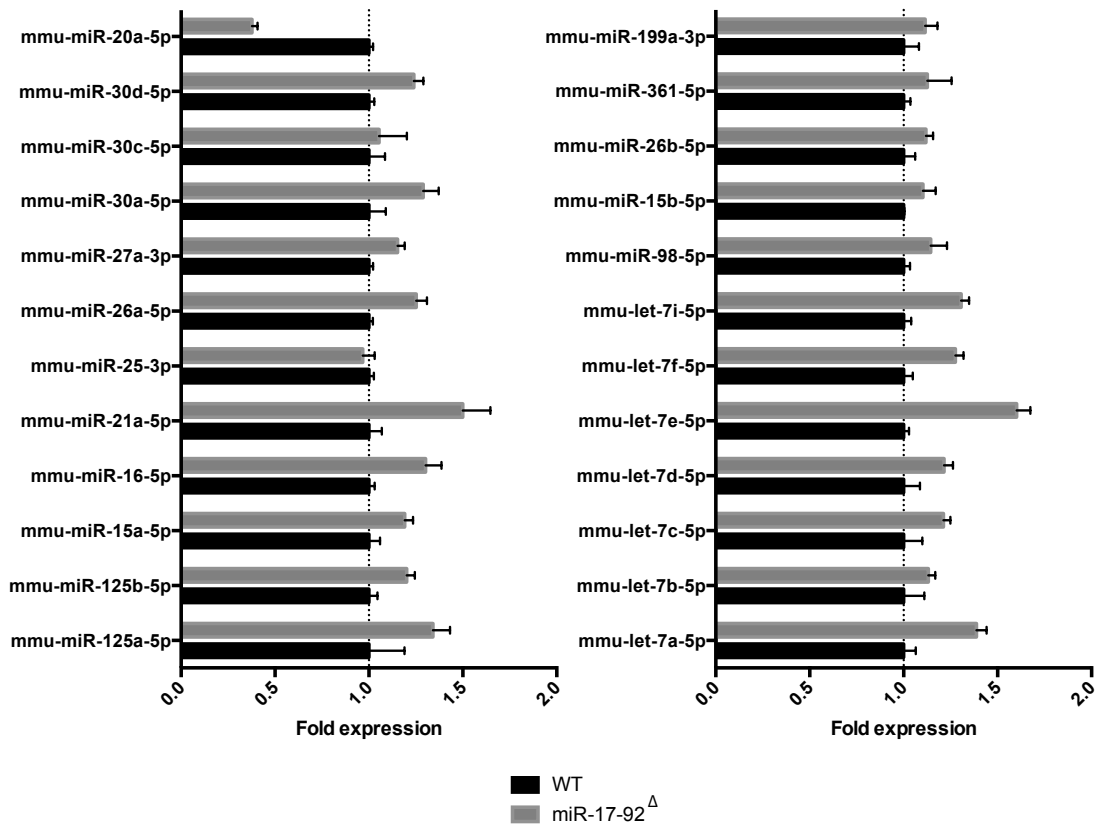 mmu-miR-20a-5p
mmu-miR-30d-5p
mmu-miR-30c-5p
mmu-miR-30a-5p
mmu-miR-27a-3p
mmu-miR-26a-5p
mmu-miR-25-3p
mmu-miR-21a-5p
mmu-miR-16-5p
mmu-miR-15a-5p
mmu-miR-125b-5p
mmu-miR-125a-5p
0.0 0.5 1.0 1.5 2.0
Fold expression
mmu-miR-199a-3p
mmu-miR-361-5p
mmu-miR-26b-5p
mmu-miR-15b-5p
mmu-miR-98-5p
mmu-let-7i-5p
mmu-let-7f-5p
mmu-let-7e-5p
mmu-let-7d-5p
mmu-let-7c-5p
mmu-let-7b-5p
mmu-let-7a-5p
0.0 0.5 1.0 1.5 2.0
Fold expression
WT
miR-17-92 Δ